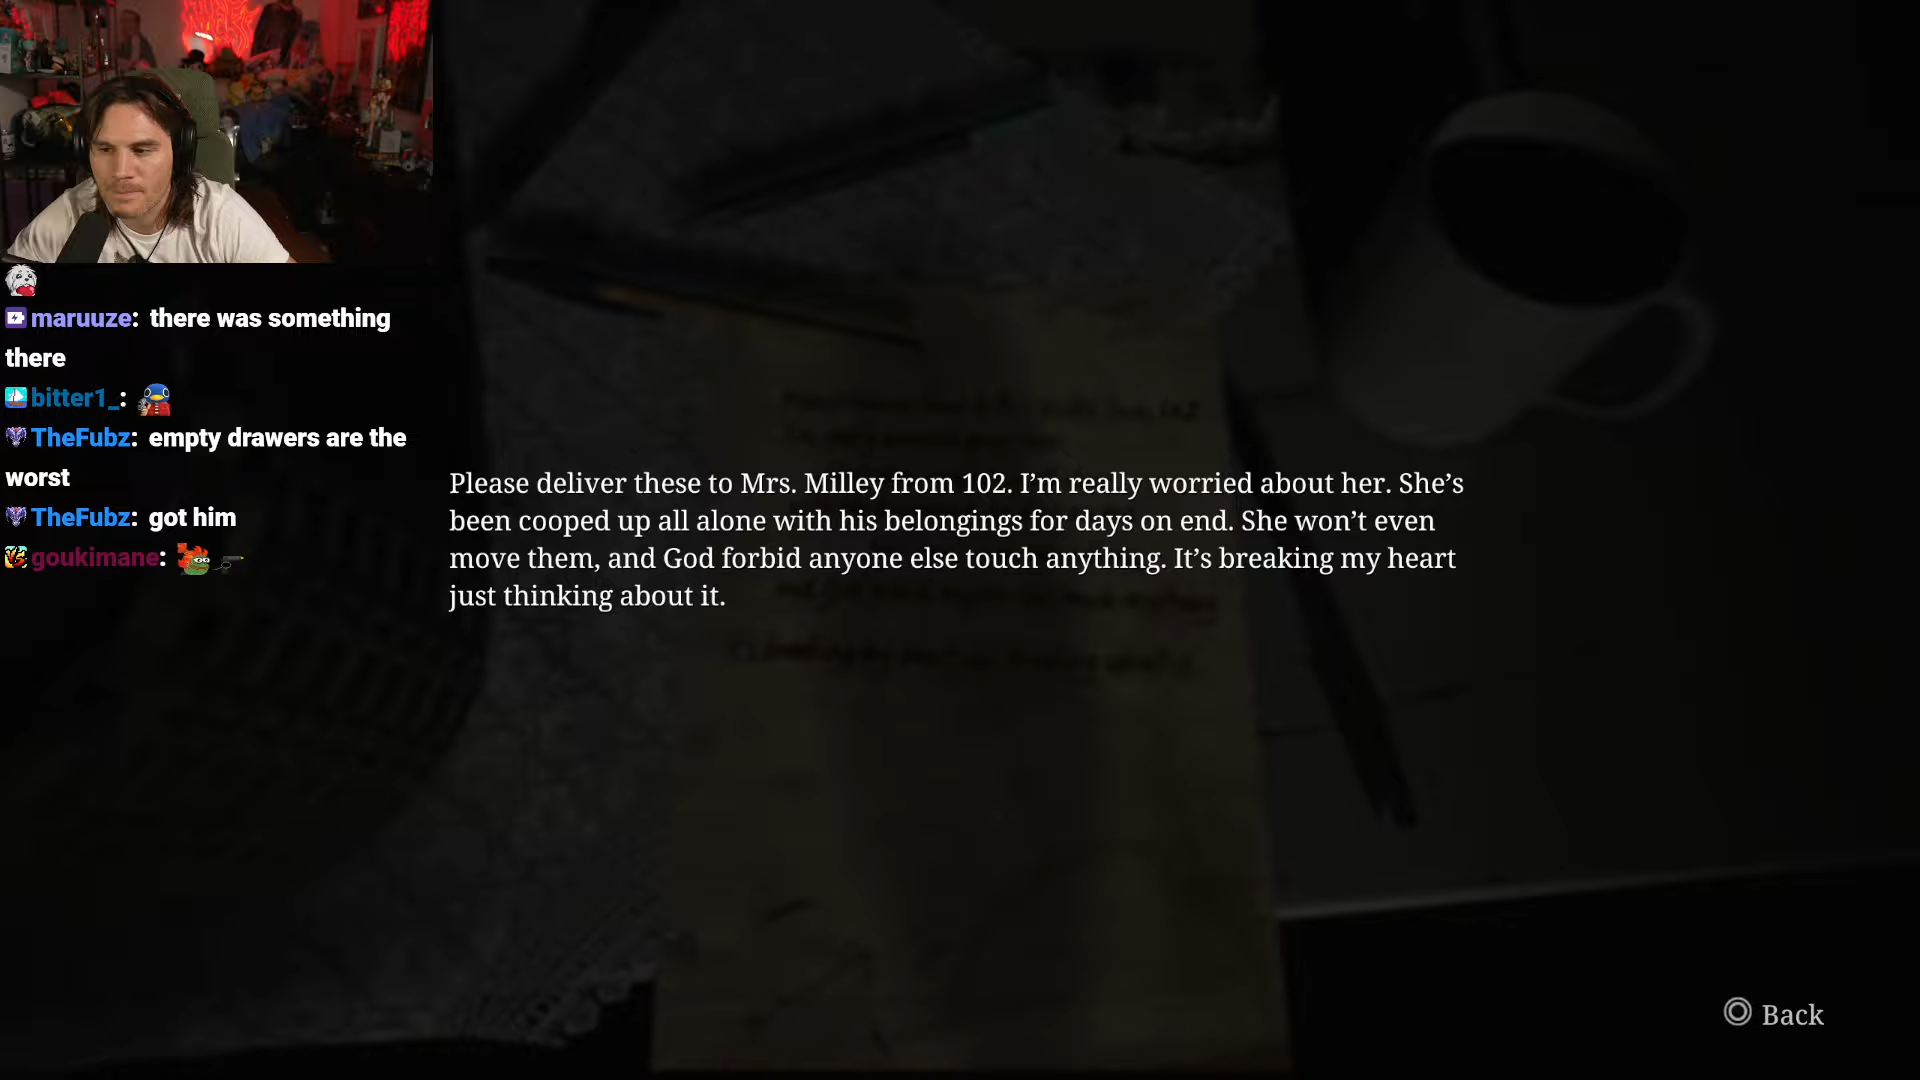 maruuze: there was something
there
bitter1_:
TheFubz: empty drawers are the
worst
TheFubz: got him
goukimane:
Please deliver these to Mrs. Milley from 102. I’m really worried about her. She’s
been cooped up all alone with his belongings for days on end. She won’t even
move them, and God forbid anyone else touch anything. It’s breaking my heart
just thinking about it.
Back